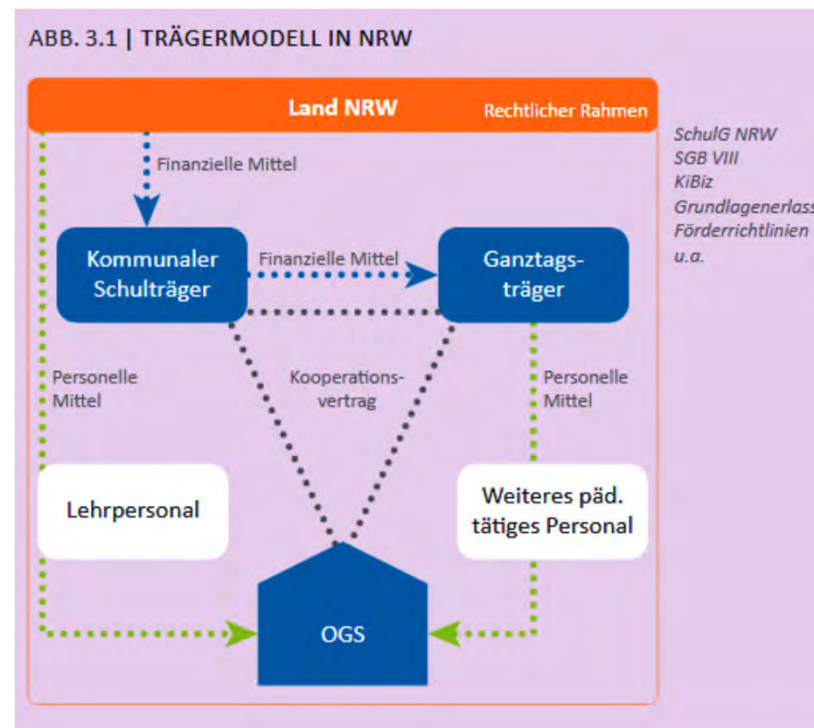 ABB. 3.1 | TRÄGERMODELL IN NRW
Land NRW
Rechtlicher Rahmen
SchulG NRW
SGB VIII
KiBiz
Grundlagenerlass
Förderrichtlinien
u.a.
Finanzielle Mittel
Kommunaler
Schulträger
Finanzielle Mittel
Ganztags-
träger
Personelle
Mittel
Kooperations-
vertrag
Personelle
Mittel
Lehrpersonal
Weiteres päd.
tätiges Personal
OGS